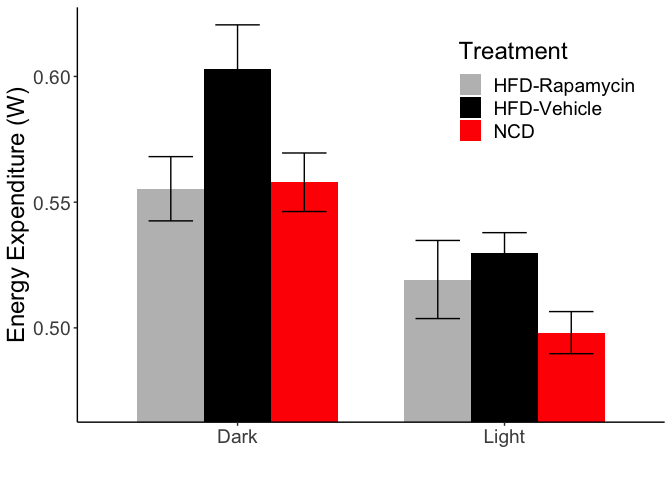 Energy Expenditure (W)
0.60
0.55
0.50
Treatment
HFD-Rapamycin
HFD-Vehicle
NCD
Dark
Light